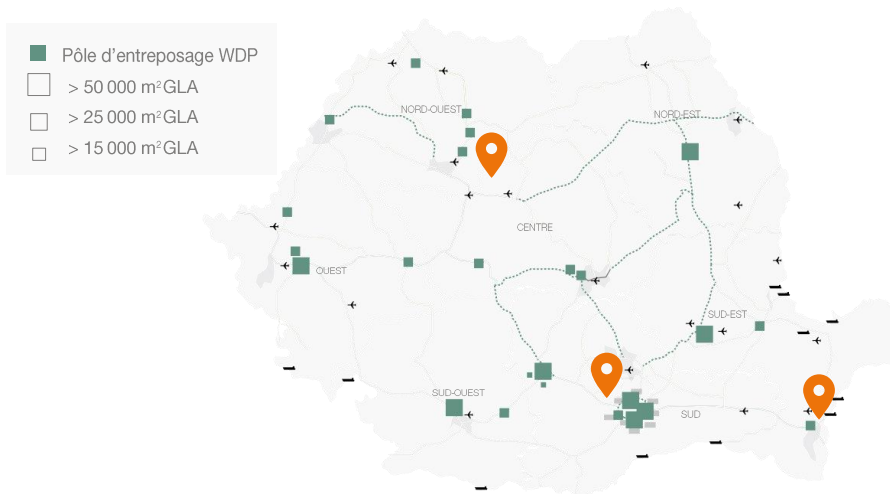 Pôle d'entreposage WDP
> 50 000 m² GLA
> 25 000 m² GLA
> 15 000 m² GLA
NORD-OUEST
NORD-EST
CENTRE
OUEST
SUD-EST
SUD-OUEST
SUD